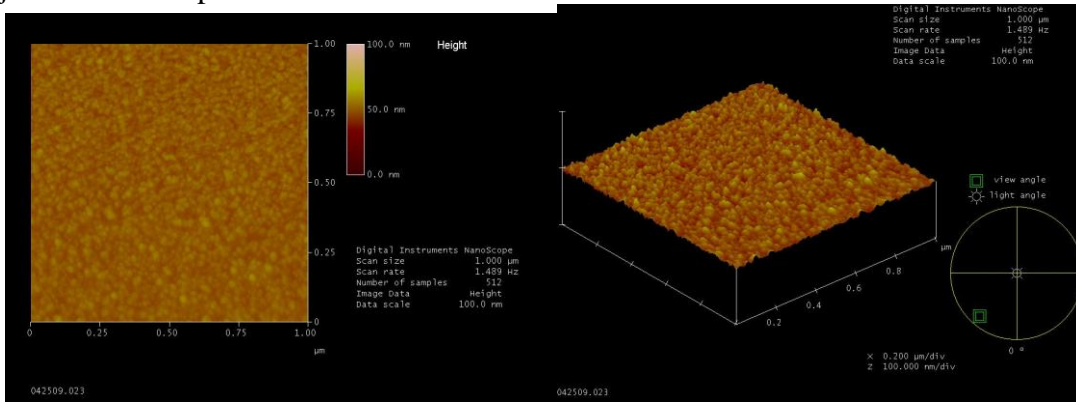 1.00
100.0 nm
Height
0.75
50.0 nm
0.50
0.0 nm
0.25
Digital Instruments NanoScope
Scan size 1.000 µm
Scan rate 1.489 Hz
Number of samples 512
Image Data Height
Data scale 100.0 nm
0
0 0.25 0.50 0.75 1.00
µm
042509.023
Digital Instruments NanoScope
Scan size 1.000 µm
Scan rate 1.489 Hz
Number of samples 512
Image Data Height
Data scale 100.0 nm
view angle
light angle
µm
0.8
0.6
0.4
0.2
0 °
X 0.200 µm/div
Z 100.000 nm/div
042509.023